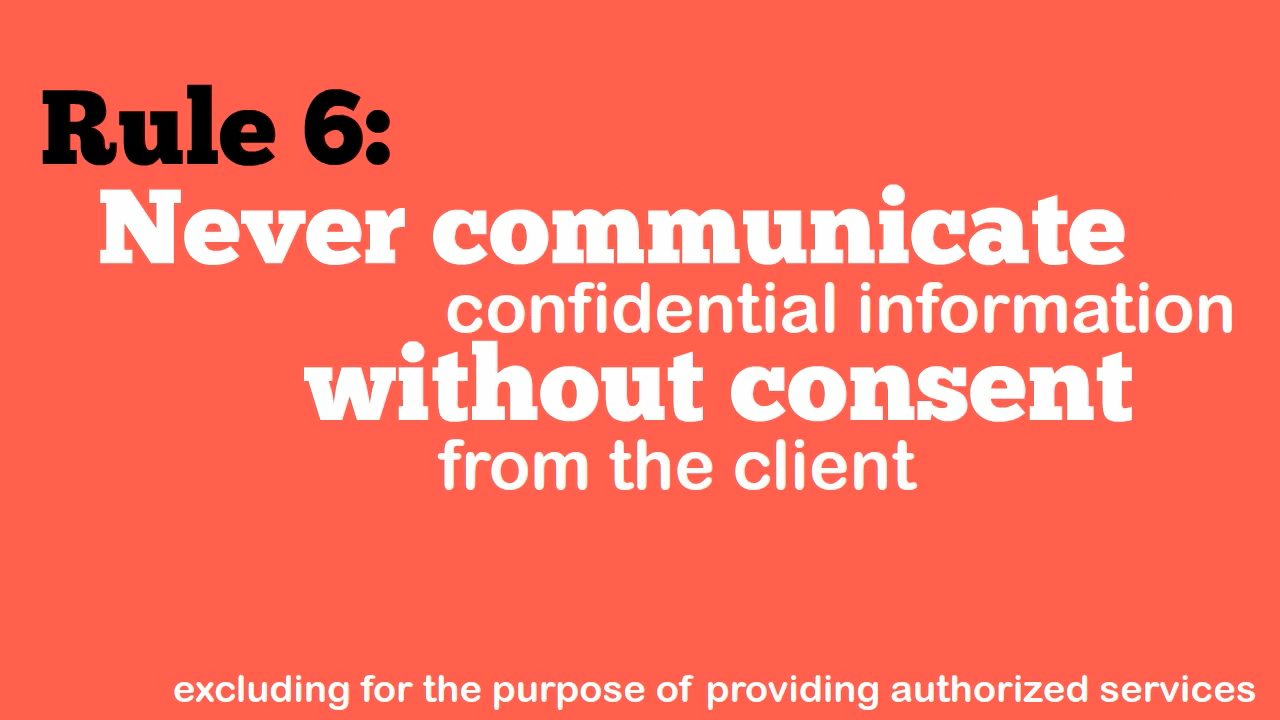 Rule 6:
Never communicate
confidential information
without consent
from the client
excluding for the purpose of providing authorized services